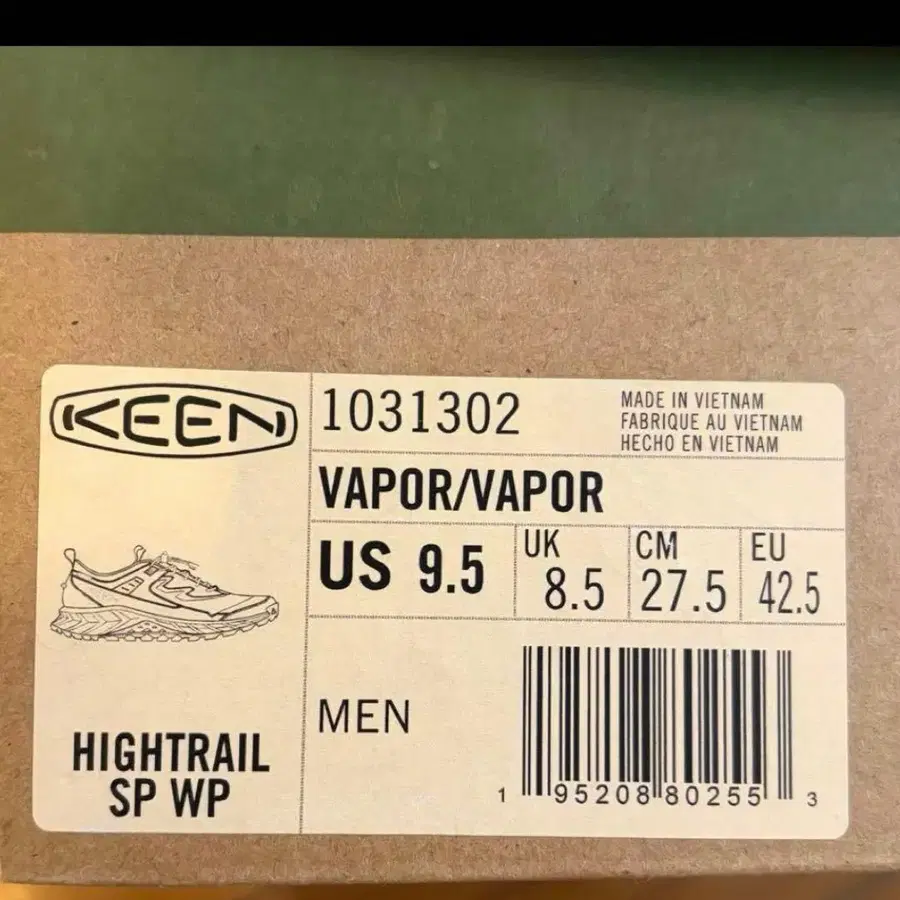 KEEN
1031302
MADE IN VIETNAM
FABRIQUE AU VIETNAM
HECHO EN VIETNAM
VAPOR/VAPOR
US 9.5
UK
8.5
CM
27.5
EU
42.5
MEN
HIGHTRAIL
SP WP
1 95208 80255 3